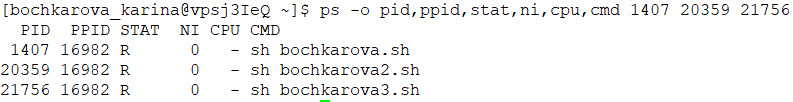 [bochkarova_karina@vpsj3IeQ ~]$ ps -o pid,ppid,stat,ni,cpu,cmd 1407 20359 21756
  PID  PPID STAT  NI CPU CMD
 1407 16982 R      0   - sh bochkarova.sh
20359 16982 R      0   - sh bochkarova2.sh
21756 16982 R      0   - sh bochkarova3.sh